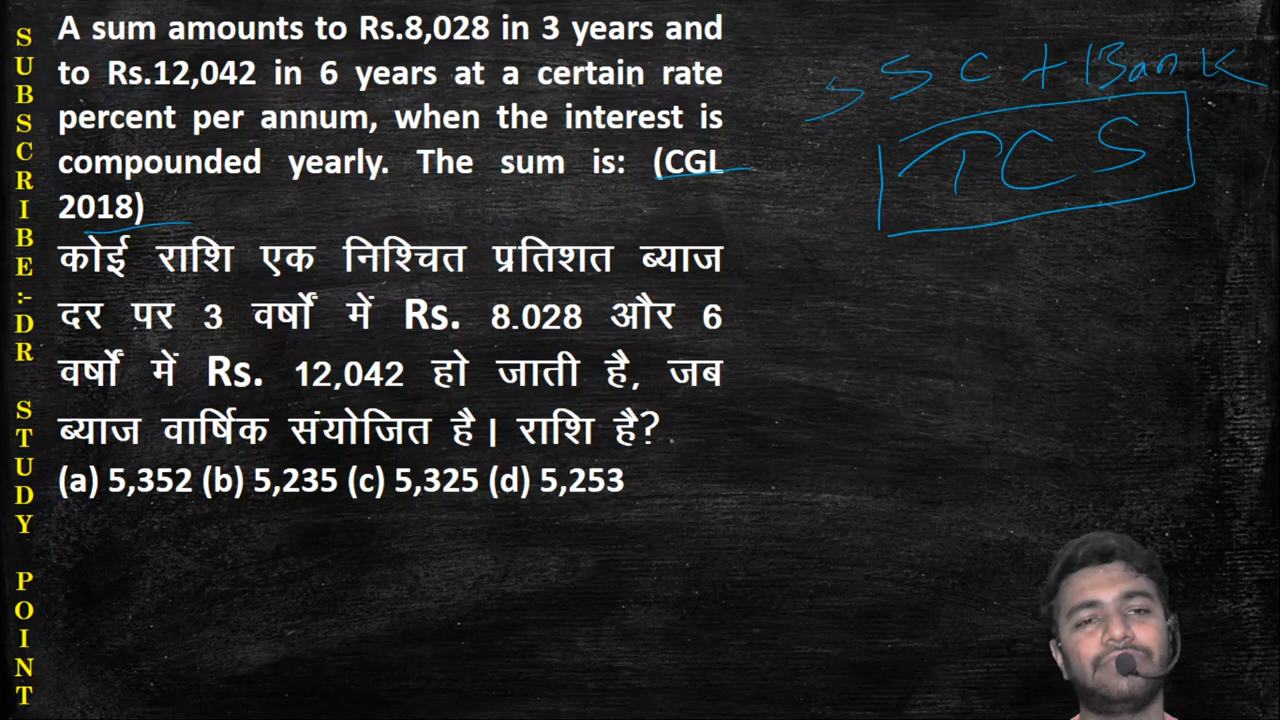 A sum amounts to Rs.8,028 in 3 years and
to Rs.12,042 in 6 years at a certain rate
percent per annum, when the interest is
compounded yearly. The sum is: (CGL
2018)
कोई राशि एक निश्चित प्रतिशत ब्याज
दर पर 3 वर्षों में Rs. 8.028 और 6
वर्षों में Rs. 12,042 हो जाती है, जब
ब्याज वार्षिक संयोजित है। राशि है?
(a) 5,352 (b) 5,235 (c) 5,325 (d) 5,253
SSC + Bank
TCS
SUBSCRIBE:-DR STUDY POINT